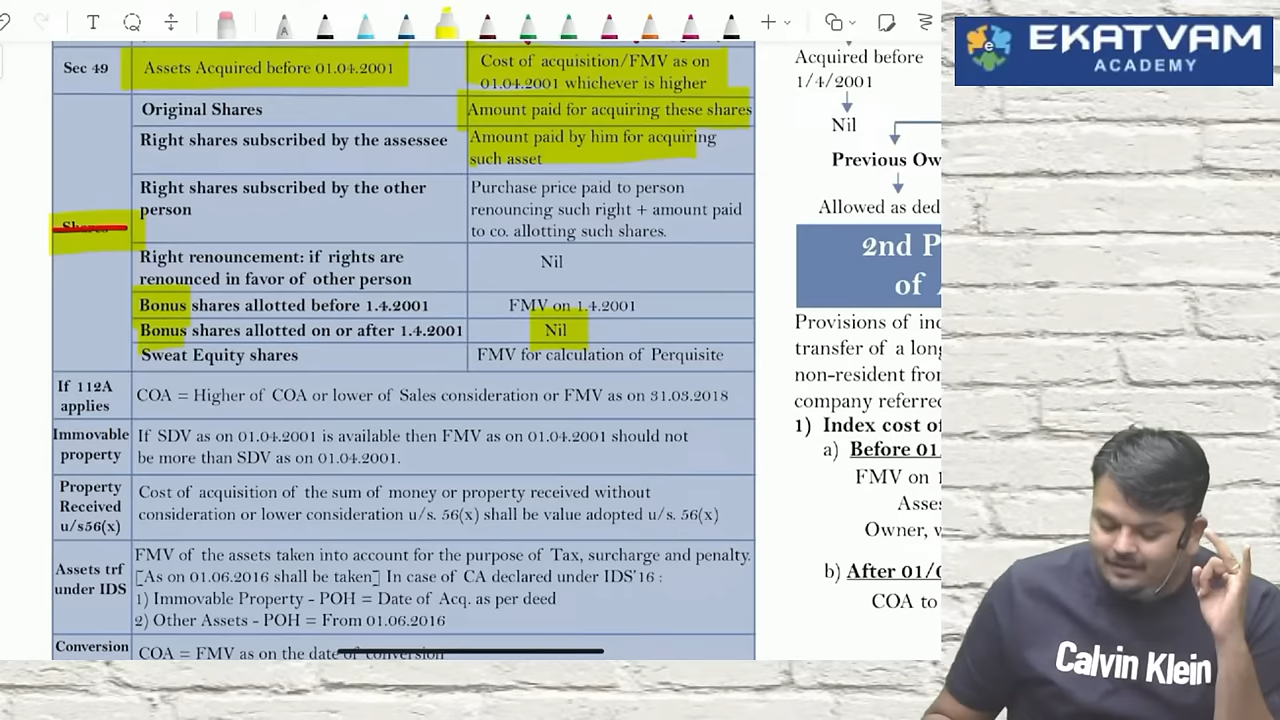 EKATVAM
ACADEMY
Sec 49
Assets Acquired before 01.04.2001
Cost of acquisition/FMV as on
01.04.2001 whichever is higher
Original Shares
Amount paid for acquiring these shares
Right shares subscribed by the assessee
Amount paid by him for acquiring
such asset
Right shares subscribed by the other
person
Purchase price paid to person
renouncing such right + amount paid
to co. allotting such shares.
Shares
Right renouncement: if rights are
renounced in favor of other person
Nil
Bonus shares allotted before 1.4.2001
FMV on 1.4.2001
Bonus shares allotted on or after 1.4.2001
Nil
Sweat Equity shares
FMV for calculation of Perquisite
If 112A
applies
COA = Higher of COA or lower of Sales consideration or FMV as on 31.03.2018
Immovable
property
If SDV as on 01.04.2001 is available then FMV as on 01.04.2001 should not
be more than SDV as on 01.04.2001.
Property
Received
u/s56(x)
Cost of acquisition of the sum of money or property received without
consideration or lower consideration u/s. 56(x) shall be value adopted u/s. 56(x)
Assets trf
under IDS
FMV of the assets taken into account for the purpose of Tax, surcharge and penalty.
[As on 01.06.2016 shall be taken] In case of CA declared under IDS'16 :
1) Immovable Property - POH = Date of Acq. as per deed
2) Other Assets - POH = From 01.06.2016
Conversion
COA = FMV as on the date of conversion
Acquired before
1/4/2001
Nil
Previous Ow
Allowed as ded
2nd P
of
Provisions of inc
transfer of a long
non-resident from
company referred
1) Index cost of
a) Before 01
FMV on 1
Asses
Owner, v
b) After 01/0
COA to
Calvin Klein